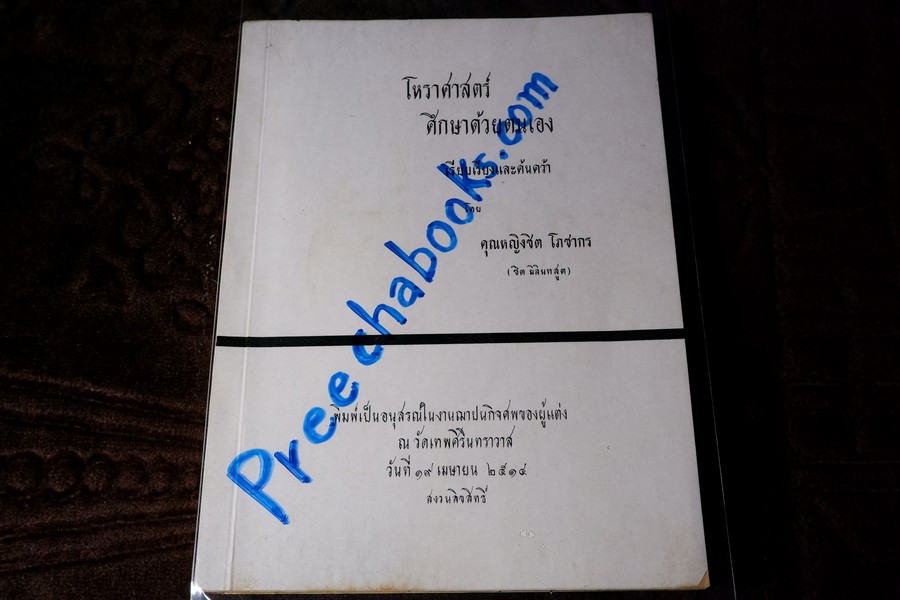 โหราศาสตร์
ศึกษาด้วยตนเอง
เรียบเรียงและค้นคว้า
โดย
คุณหญิงชิต โภชากร
(ชิต มิลินทสูต)
พิมพ์เป็นอนุสรณ์ในงานฌาปนกิจศพของผู้แต่ง
ณ วัดเทพศิรินทราวาส
วันที่ ๑๙ เมษายน ๒๕๑๔
สงวนลิขสิทธิ์
Preechabooks.com